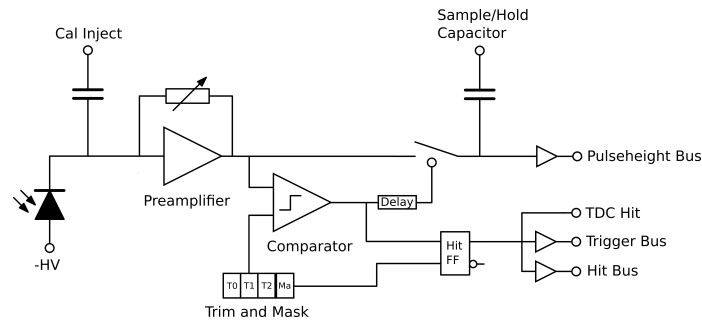 Cal Inject
Sample/Hold
Capacitor
Pulseheight Bus
Preamplifier
Delay
TDC Hit
Comparator
Hit
FF
Trigger Bus
-HV
Hit Bus
T0 T1 T2 Ma
Trim and Mask